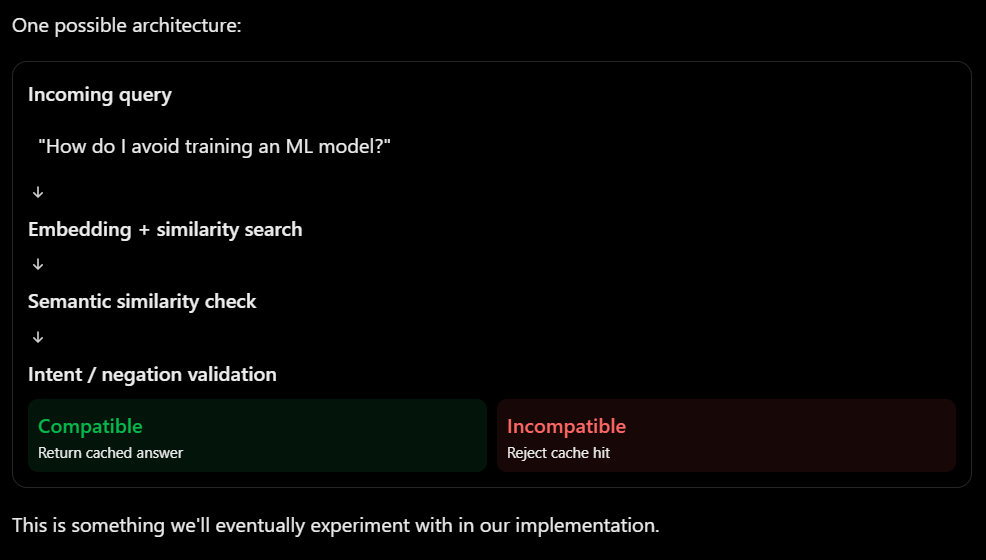 One possible architecture:
Incoming query
"How do I avoid training an ML model?"
↓
Embedding + similarity search
↓
Semantic similarity check
↓
Intent / negation validation
Compatible
Return cached answer
Incompatible
Reject cache hit
This is something we'll eventually experiment with in our implementation.